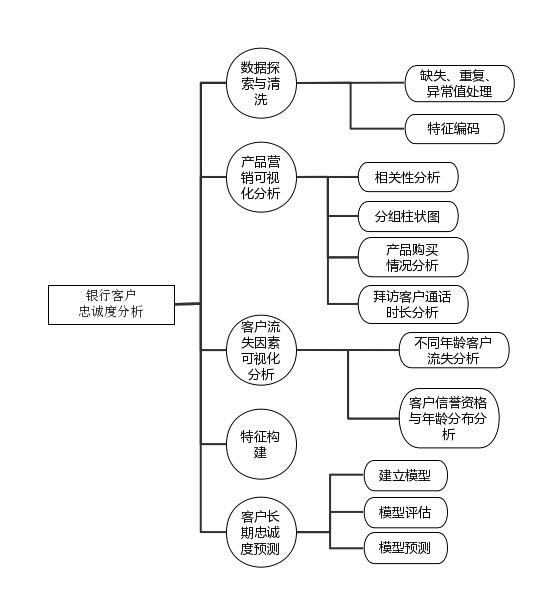 银行客户
忠诚度分析
数据探
索与清
洗
缺失、重复、
异常值处理
特征编码
产品营
销可视
化分析
相关性分析
分组柱状图
产品购买
情况分析
拜访客户通话
时长分析
客户流
失因素
可视化
分析
不同年龄客户
流失分析
客户信誉资格
与年龄分布分
析
特征构
建
客户长
期忠诚
度预测
建立模型
模型评估
模型预测